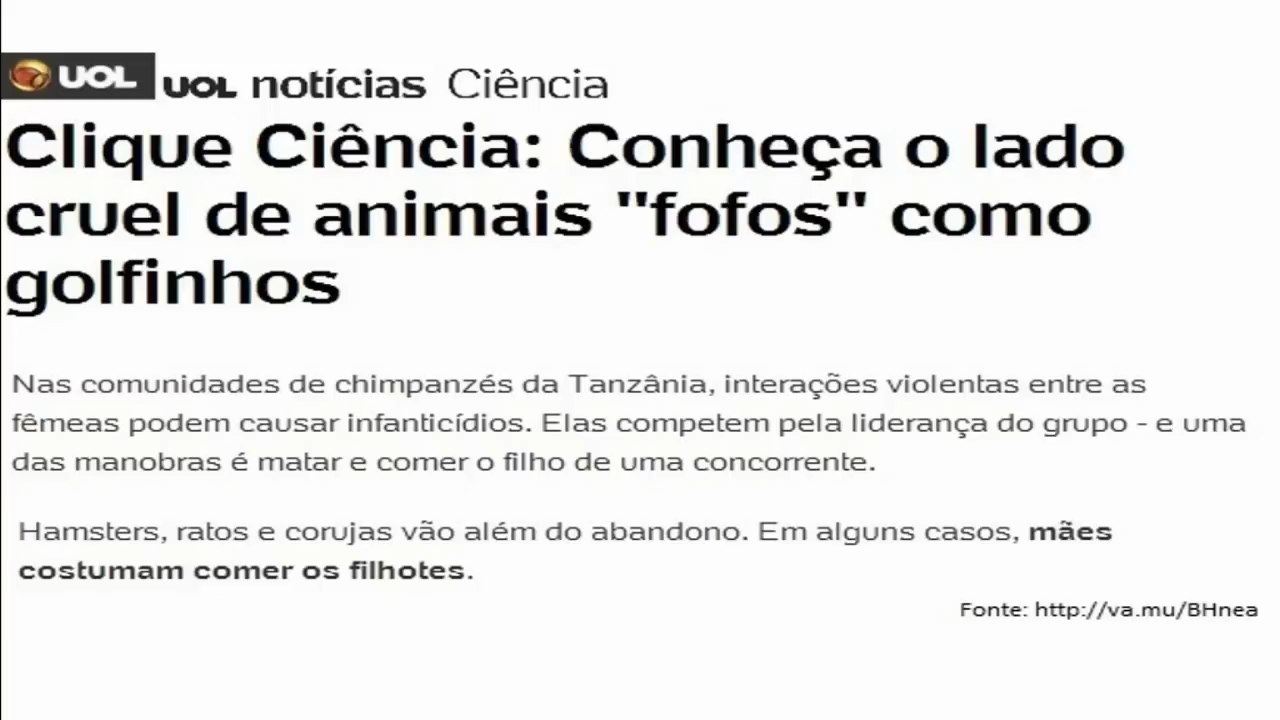 UOL UOL notícias Ciência
Clique Ciência: Conheça o lado
cruel de animais "fofos" como
golfinhos
Nas comunidades de chimpanzés da Tanzânia, interações violentas entre as
fêmeas podem causar infanticídios. Elas competem pela liderança do grupo - e uma
das manobras é matar e comer o filho de uma concorrente.
Hamsters, ratos e corujas vão além do abandono. Em alguns casos, mães
costumam comer os filhotes.
Fonte: http://va.mu/BHnea